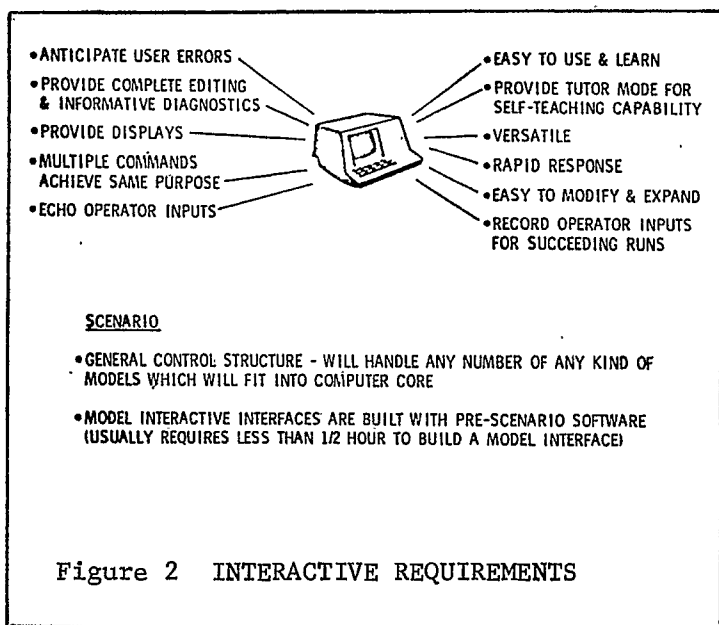 •ANTICIPATE USER ERRORS
•PROVIDE COMPLETE EDITING
& INFORMATIVE DIAGNOSTICS
•PROVIDE DISPLAYS
•MULTIPLE COMMANDS
ACHIEVE SAME PURPOSE
•ECHO OPERATOR INPUTS
•EASY TO USE & LEARN
•PROVIDE TUTOR MODE FOR
SELF-TEACHING CAPABILITY
•VERSATILE
•RAPID RESPONSE
•EASY TO MODIFY & EXPAND
•RECORD OPERATOR INPUTS
FOR SUCCEEDING RUNS
SCENARIO
•GENERAL CONTROL STRUCTURE - WILL HANDLE ANY NUMBER OF ANY KIND OF
MODELS WHICH WILL FIT INTO COMPUTER CORE
•MODEL INTERACTIVE INTERFACES ARE BUILT WITH PRE-SCENARIO SOFTWARE
(USUALLY REQUIRES LESS THAN 1/2 HOUR TO BUILD A MODEL INTERFACE)
Figure 2 INTERACTIVE REQUIREMENTS